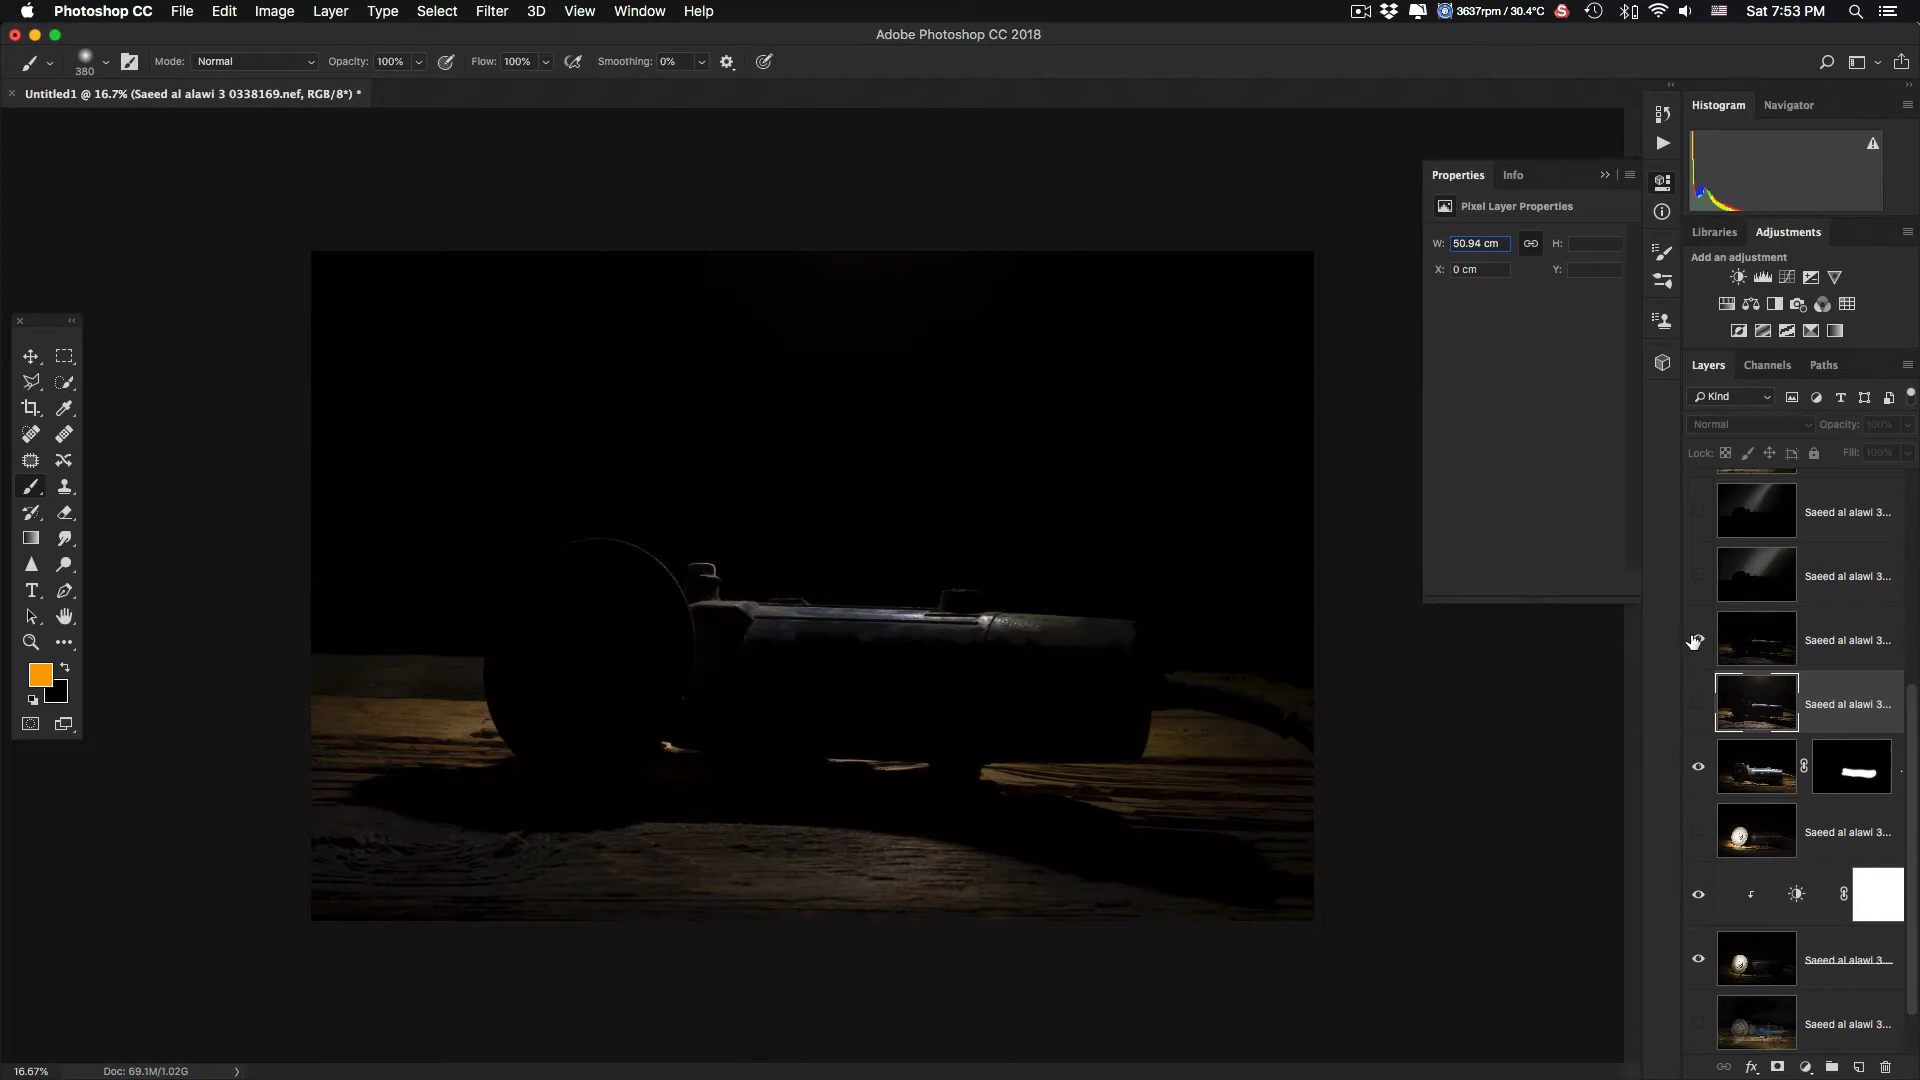 Photoshop CC File Edit Image Layer Type Select Filter 3D View Window Help 3637rpm / 30.4°C Sat 7:53 PM
Adobe Photoshop CC 2018
380 Mode: Normal Opacity: 100% Flow: 100% Smoothing: 0%
Untitled1 @ 16.7% (Saeed al alawi 3 0338169.nef, RGB/8*) *
Histogram Navigator
Properties Info
Pixel Layer Properties
W: 50.94 cm H:
X: 0 cm Y:
Libraries Adjustments
Add an adjustment
Layers Channels Paths
Kind
Normal Opacity: 100%
Lock: Fill: 100%
Saeed al alawi 3...
Saeed al alawi 3...
Saeed al alawi 3...
Saeed al alawi 3...
Saeed al alawi 3...
Saeed al alawi 3...
Saeed al alawi 3...
16.67% Doc: 69.1M/1.02G